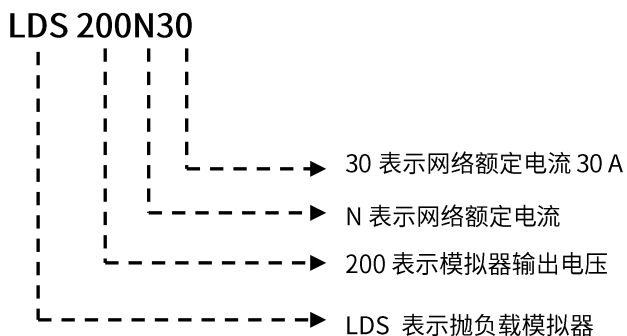 LDS 200N30
30 表示网络额定电流 30 A
N 表示网络额定电流
200 表示模拟器输出电压
LDS 表示抛负载模拟器